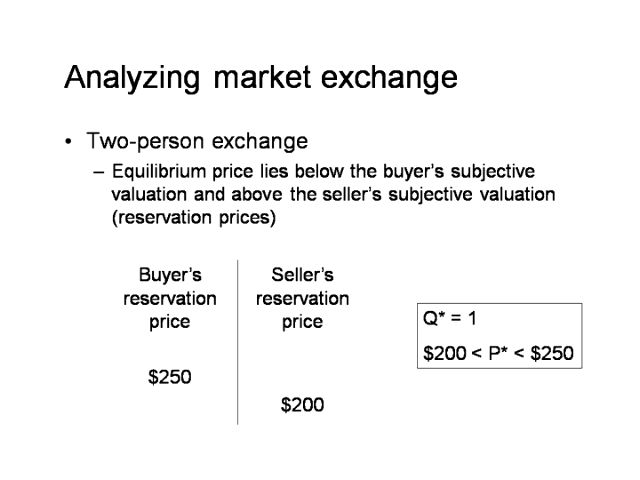 Analyzing market exchange
• Two-person exchange
– Equilibrium price lies below the buyer's subjective
valuation and above the seller's subjective valuation
(reservation prices)
Buyer's
reservation
price
$250
Seller's
reservation
price
$200
Q* = 1
$200 < P* < $250